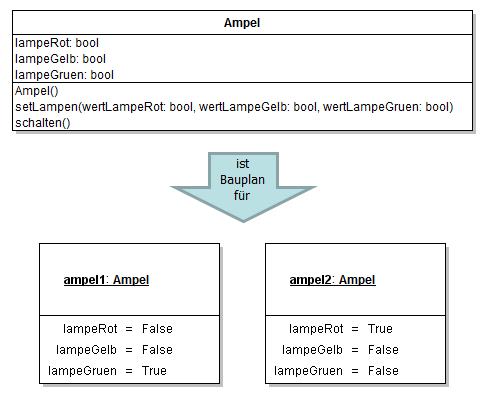 Ampel
lampeRot: bool
lampeGelb: bool
lampeGruen: bool
Ampel()
setLampen(wertLampeRot: bool, wertLampeGelb: bool, wertLampeGruen: bool)
schalten()
ist
Bauplan
für
ampel1: Ampel
lampeRot = False
lampeGelb = False
lampeGruen = True
ampel2: Ampel
lampeRot = True
lampeGelb = False
lampeGruen = False